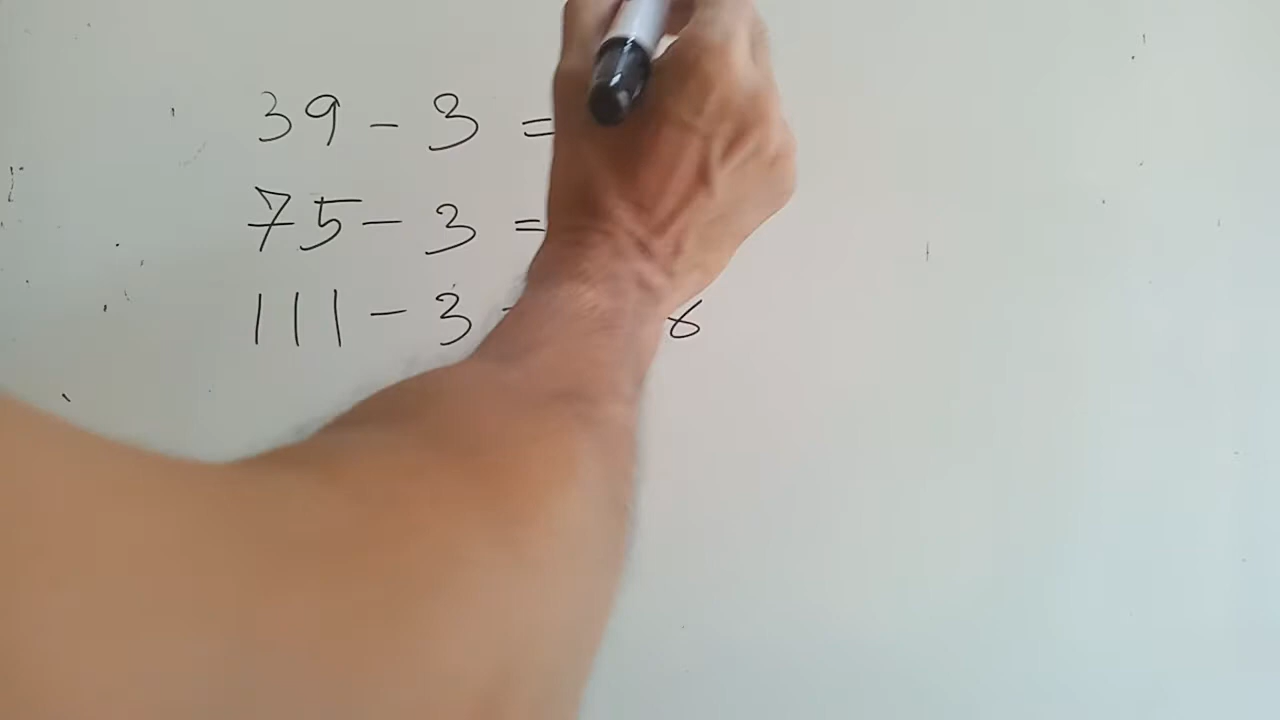 39 - 3 =
75 - 3 =
111 - 3 8